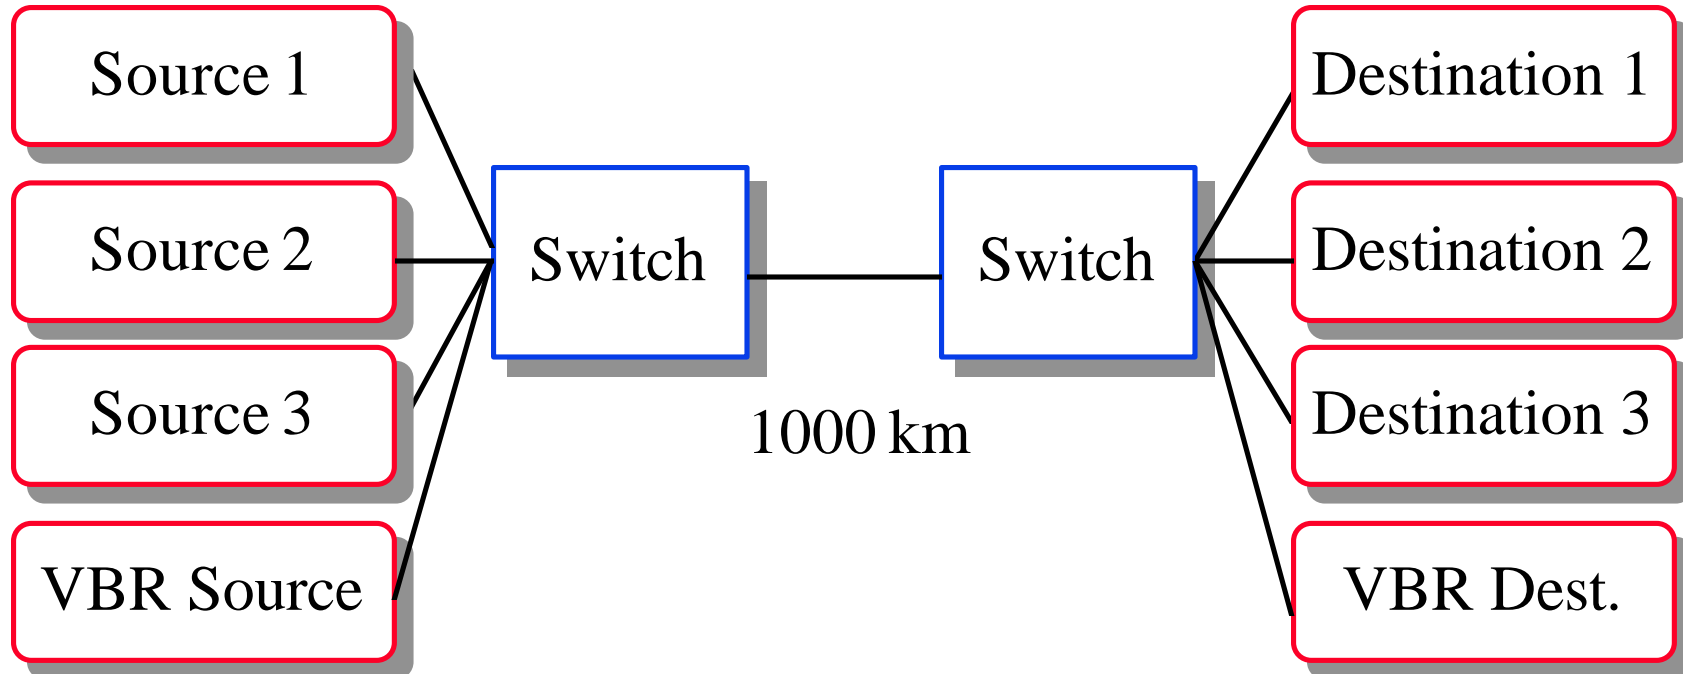 Source 1
Source 2
Source 3
VBR Source
Switch
Switch
1000 km
Destination 1
Destination 2
Destination 3
VBR Dest.